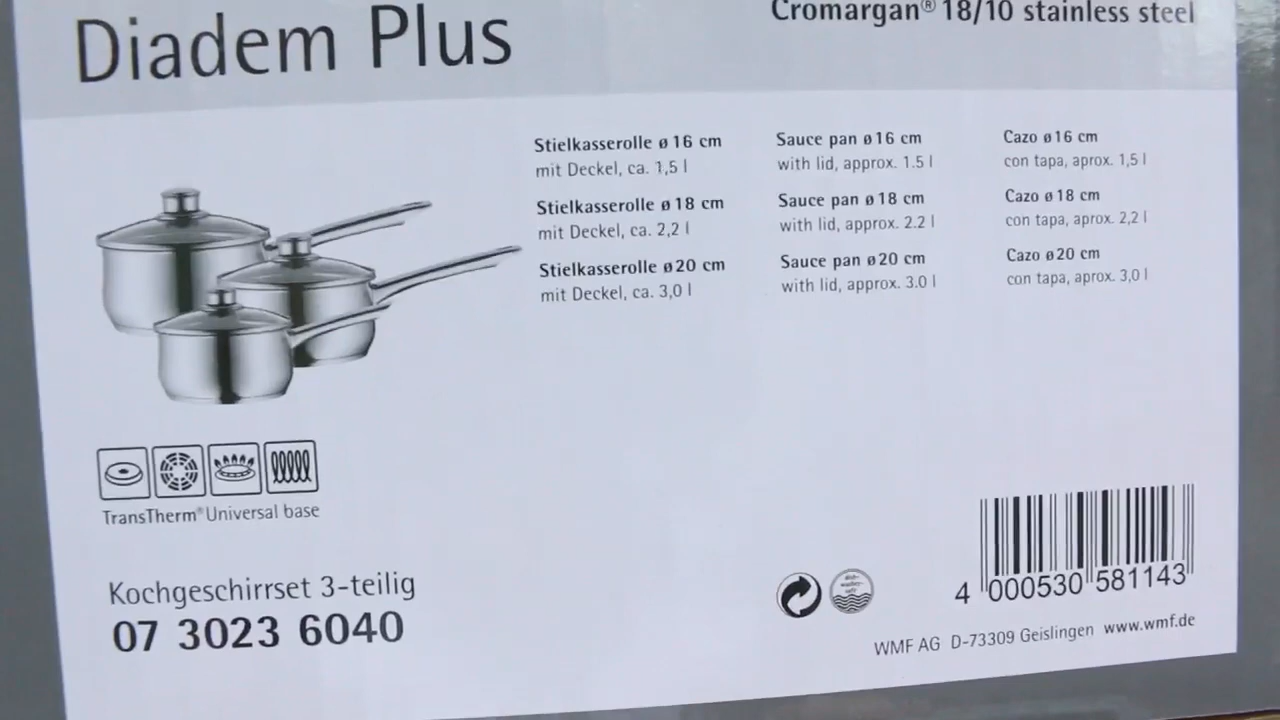 Diadem Plus
Cromargan® 18/10 stainless steel
Stielkasserolle ø 16 cm
mit Deckel, ca. 1,5 l
Stielkasserolle ø 18 cm
mit Deckel, ca. 2,2 l
Stielkasserolle ø 20 cm
mit Deckel, ca. 3,0 l
Sauce pan ø 16 cm
with lid, approx. 1.5 l
Sauce pan ø 18 cm
with lid, approx. 2.2 l
Sauce pan ø 20 cm
with lid, approx. 3.0 l
Cazo ø 16 cm
con tapa, aprox. 1,5 l
Cazo ø 18 cm
con tapa, aprox. 2,2 l
Cazo ø 20 cm
con tapa, aprox. 3,0 l
TransTherm® Universal base
Kochgeschirrset 3-teilig
07 3023 6040
dish-
washer-
safe
4 000530 581143
WMF AG D-73309 Geislingen www.wmf.de